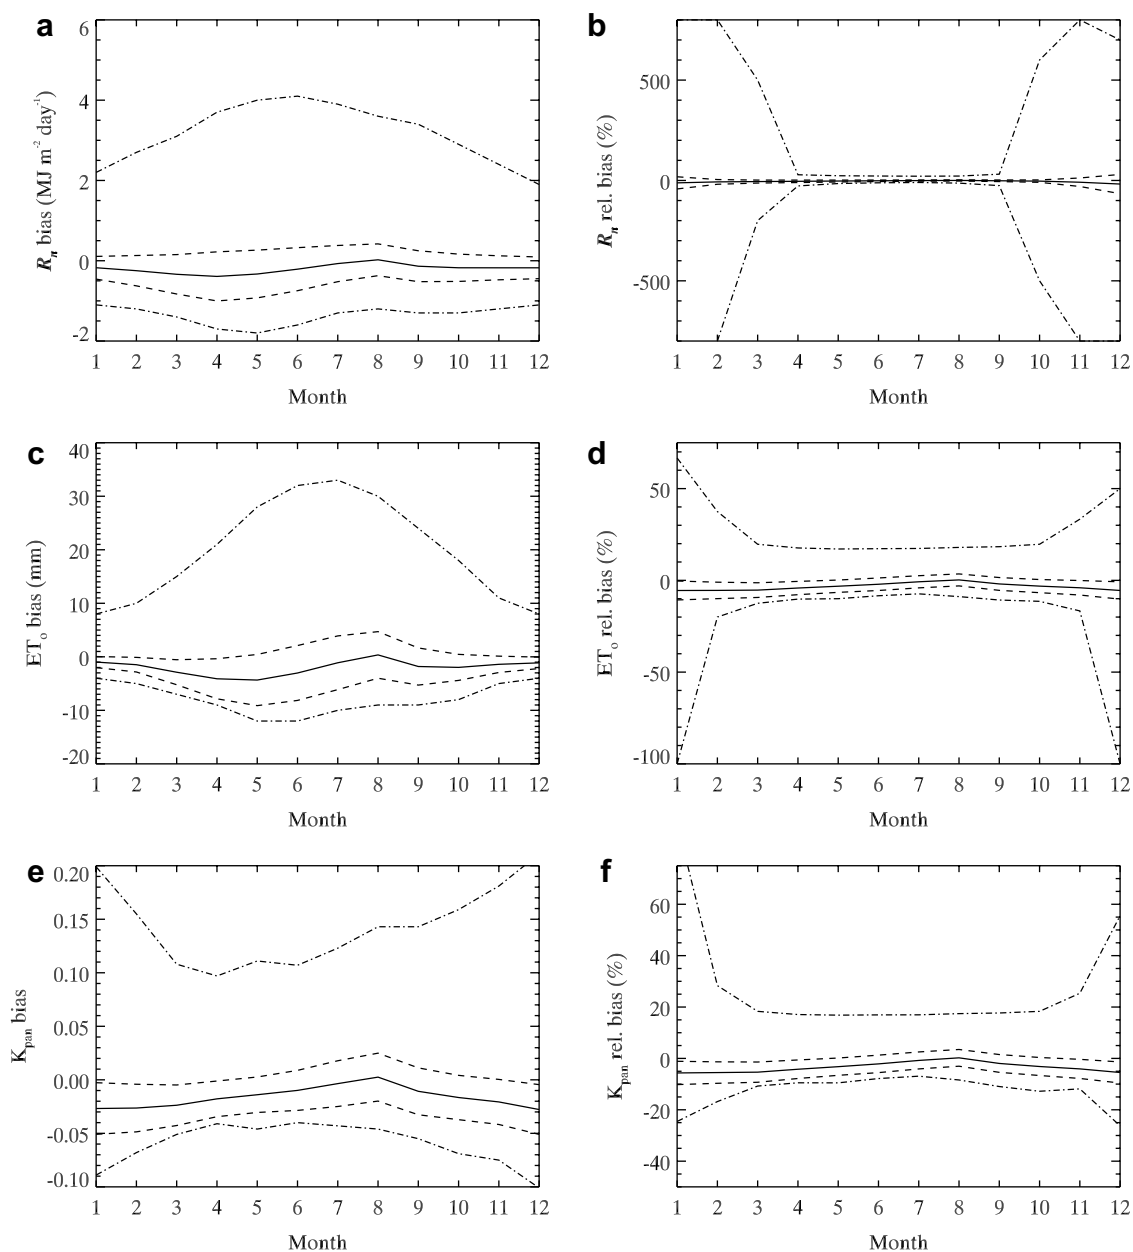 a
6
4
2
0
-2
R_n bias (MJ m⁻² day⁻¹)
1 2 3 4 5 6 7 8 9 10 11 12
Month
b
500
0
-500
R_n rel. bias (%)
1 2 3 4 5 6 7 8 9 10 11 12
Month
c
40
30
20
10
0
-10
-20
ET_o bias (mm)
1 2 3 4 5 6 7 8 9 10 11 12
Month
d
50
0
-50
-100
ET_o rel. bias (%)
1 2 3 4 5 6 7 8 9 10 11 12
Month
e
0.20
0.15
0.10
0.05
0.00
-0.05
-0.10
K_pan bias
1 2 3 4 5 6 7 8 9 10 11 12
Month
f
60
40
20
0
-20
-40
K_pan rel. bias (%)
1 2 3 4 5 6 7 8 9 10 11 12
Month